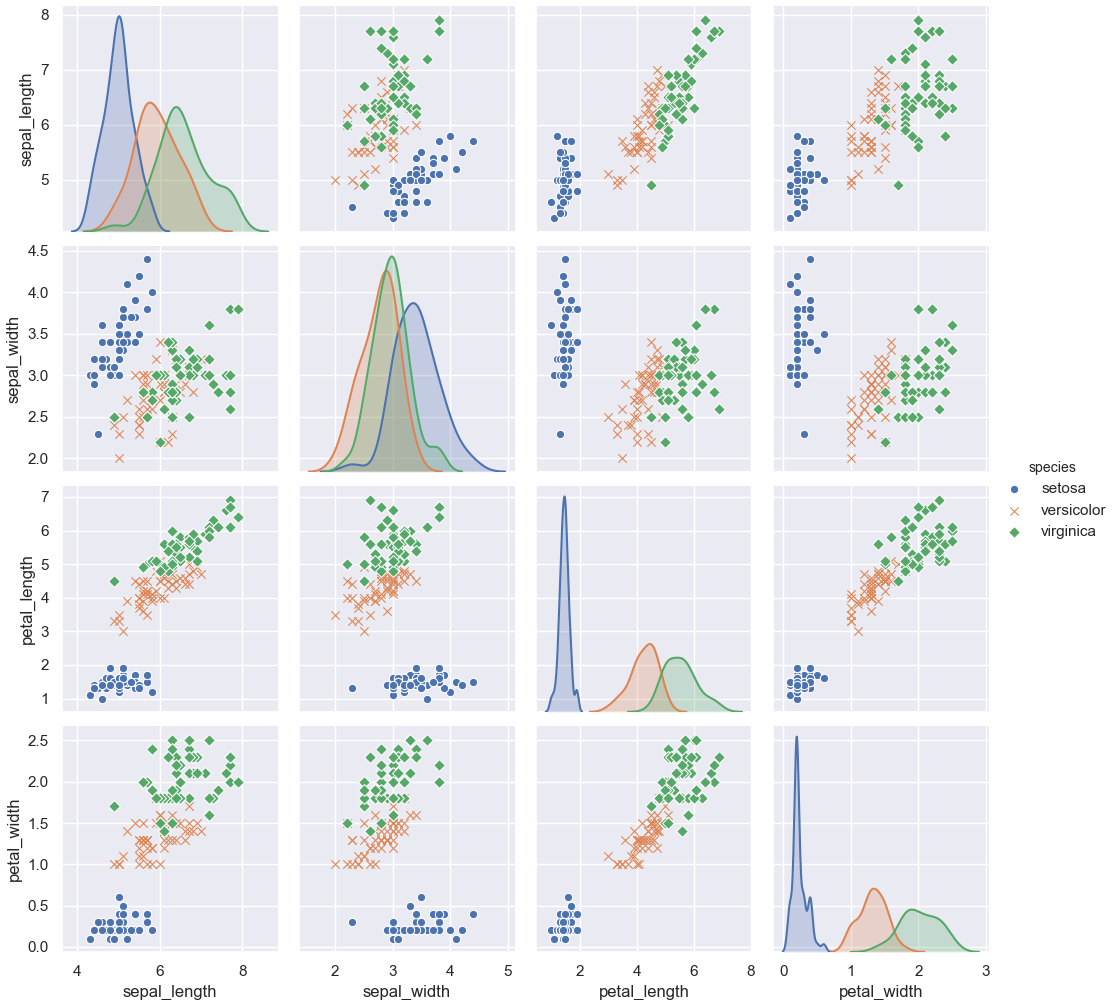 8
7
6
5
sepal_length
4.5
4.0
3.5
3.0
2.5
2.0
sepal_width
species
setosa
versicolor
virginica
7
6
5
4
3
2
1
petal_length
2.5
2.0
1.5
1.0
0.5
0.0
petal_width
4 6 8 2 3 4 5 2 4 6 8 0 1 2 3
sepal_length sepal_width petal_length petal_width